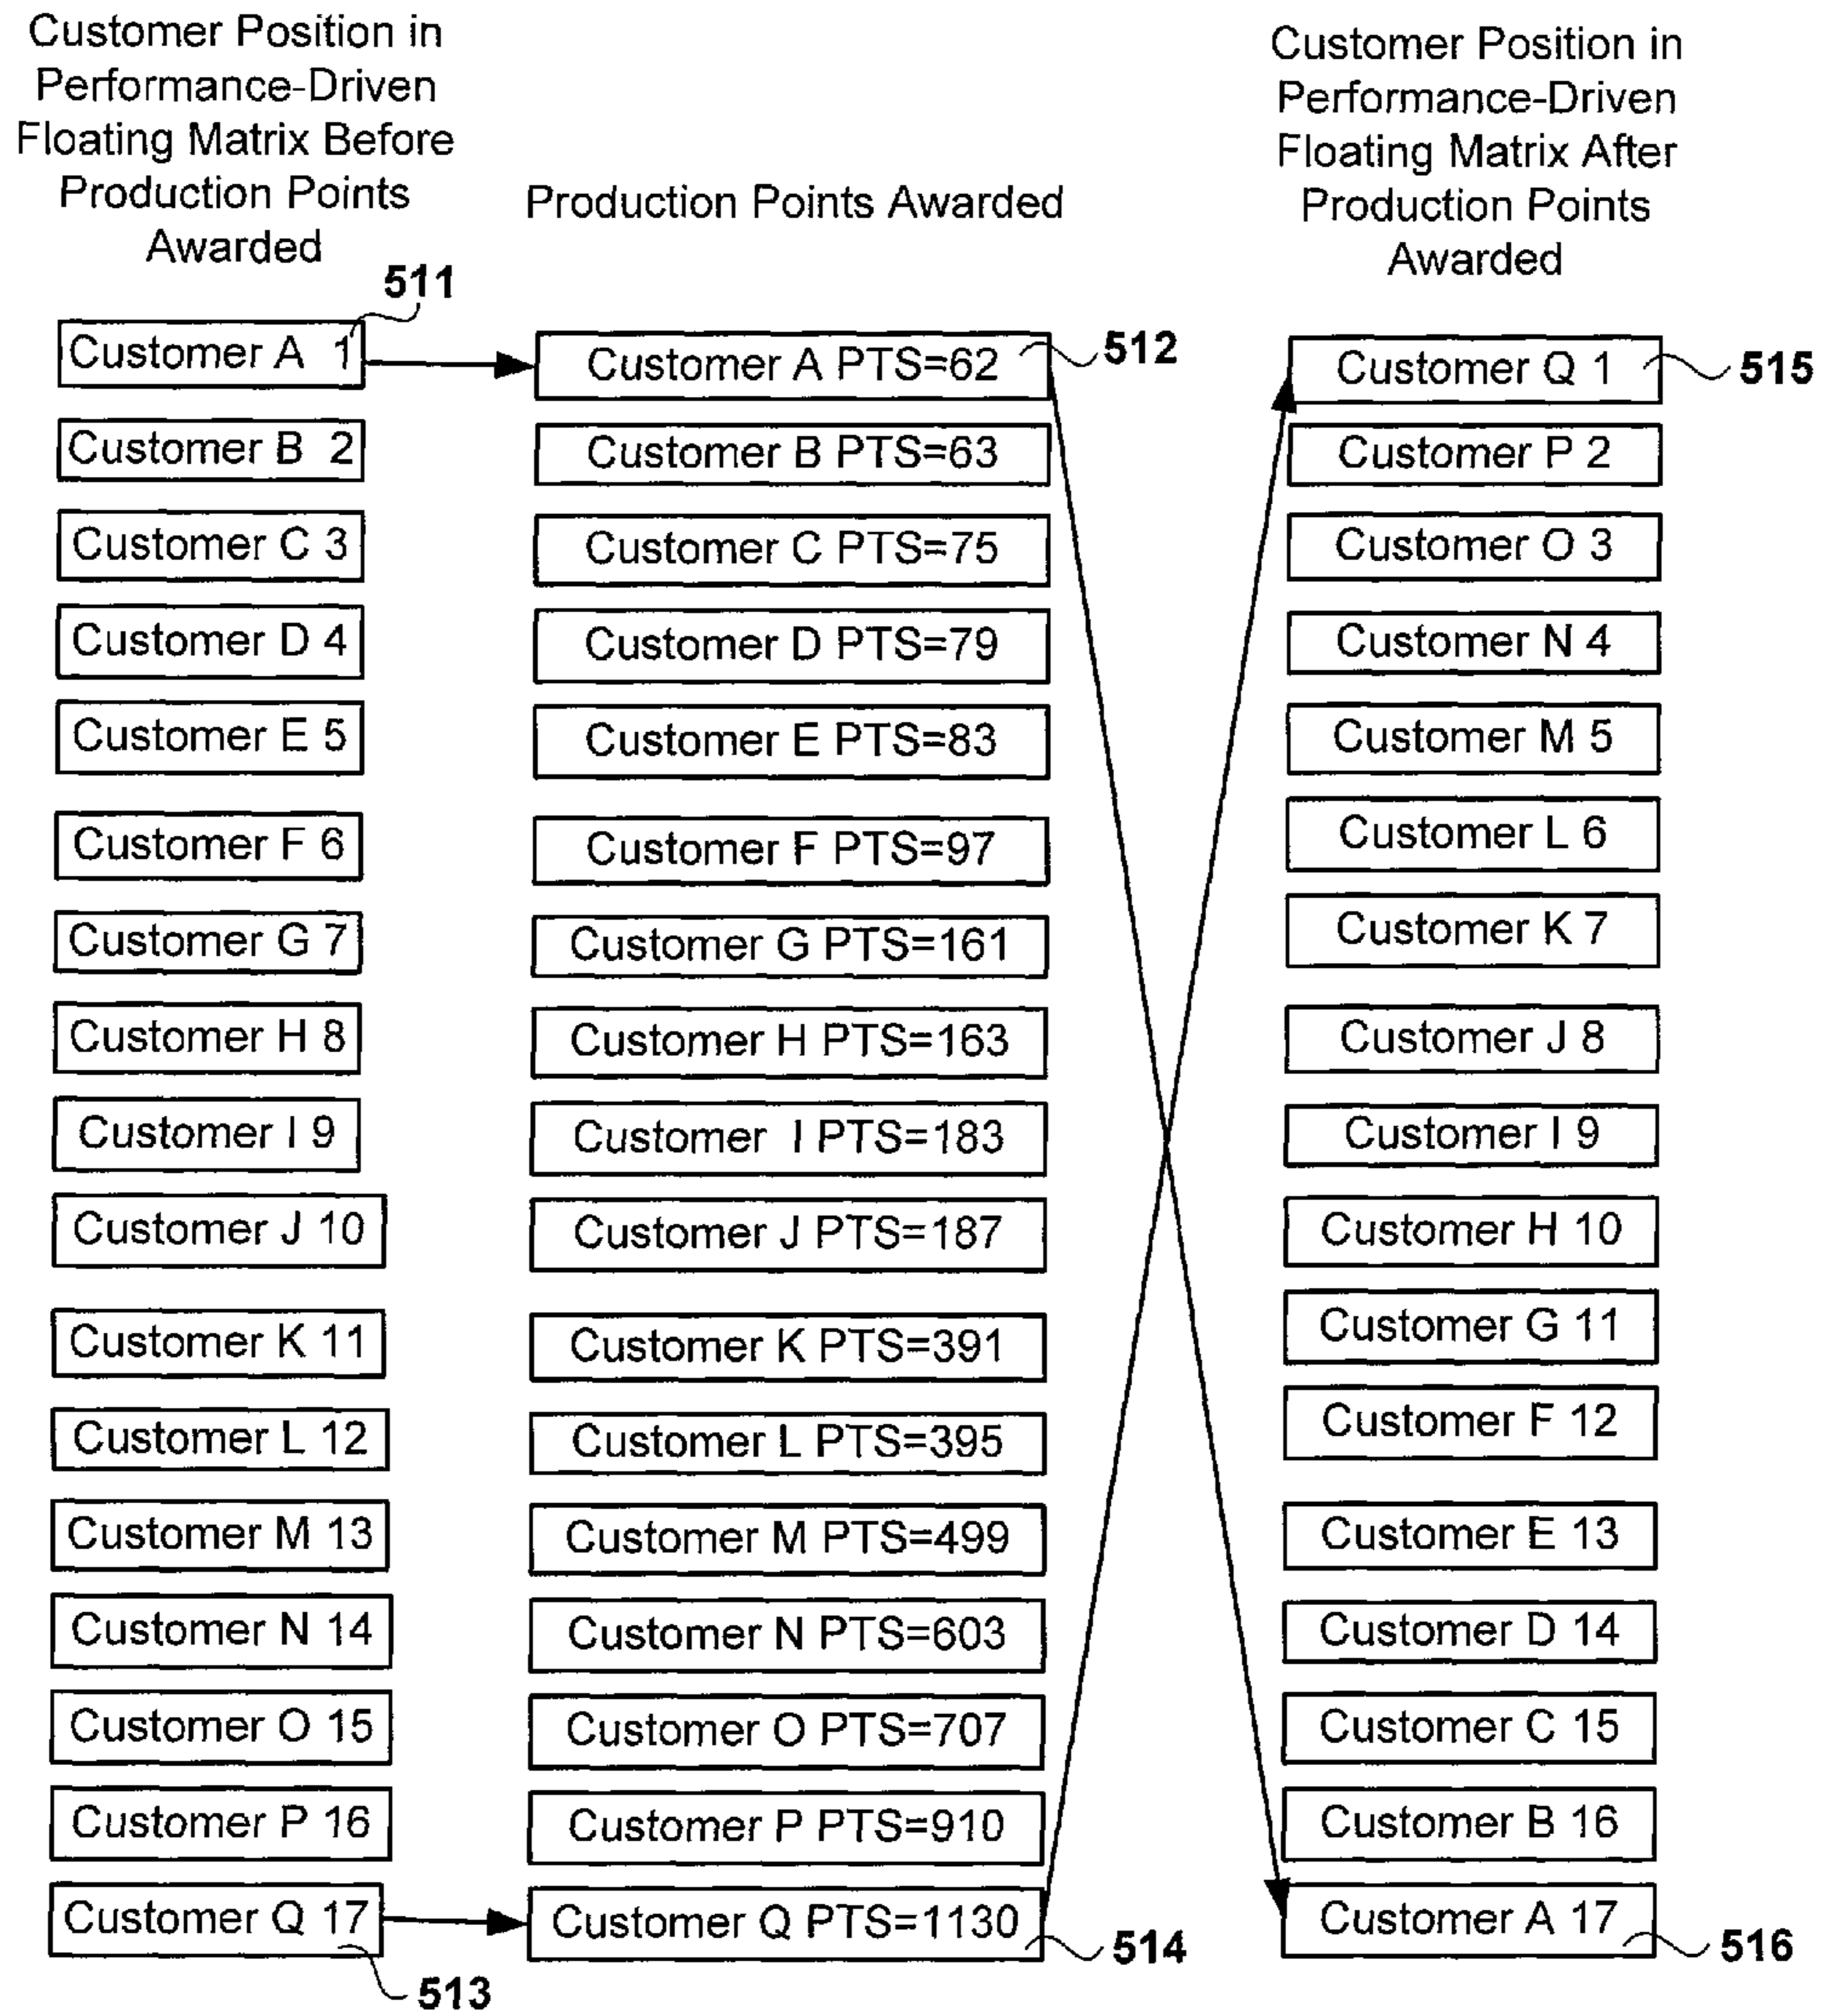 Customer Position in
Performance-Driven
Floating Matrix Before
Production Points
Awarded
Production Points Awarded
Customer Position in
Performance-Driven
Floating Matrix After
Production Points
Awarded
511
Customer A 1
Customer A PTS=62
512
Customer Q 1
515
Customer B 2
Customer B PTS=63
Customer P 2
Customer C 3
Customer C PTS=75
Customer O 3
Customer D 4
Customer D PTS=79
Customer N 4
Customer E 5
Customer E PTS=83
Customer M 5
Customer F 6
Customer F PTS=97
Customer L 6
Customer G 7
Customer G PTS=161
Customer K 7
Customer H 8
Customer H PTS=163
Customer J 8
Customer I 9
Customer I PTS=183
Customer I 9
Customer J 10
Customer J PTS=187
Customer H 10
Customer K 11
Customer K PTS=391
Customer G 11
Customer L 12
Customer L PTS=395
Customer F 12
Customer M 13
Customer M PTS=499
Customer E 13
Customer N 14
Customer N PTS=603
Customer D 14
Customer O 15
Customer O PTS=707
Customer C 15
Customer P 16
Customer P PTS=910
Customer B 16
Customer Q 17
Customer Q PTS=1130
Customer A 17
513
514
516